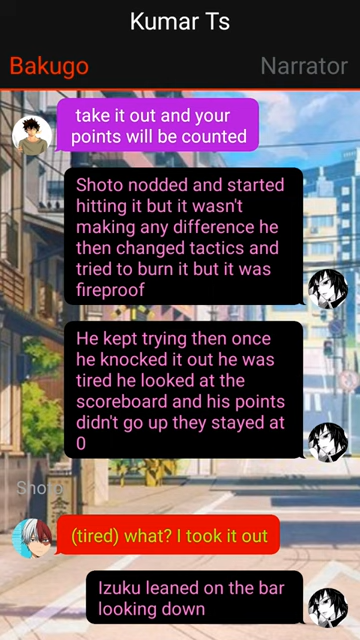 Kumar Ts
Bakugo
Narrator
take it out and your
points will be counted
Shoto nodded and started
hitting it but it wasn't
making any difference he
then changed tactics and
tried to burn it but it was
fireproof
He kept trying then once
he knocked it out he was
tired he looked at the
scoreboard and his points
didn't go up they stayed at
0
Shoto
(tired) what? I took it out
Izuku leaned on the bar
looking down